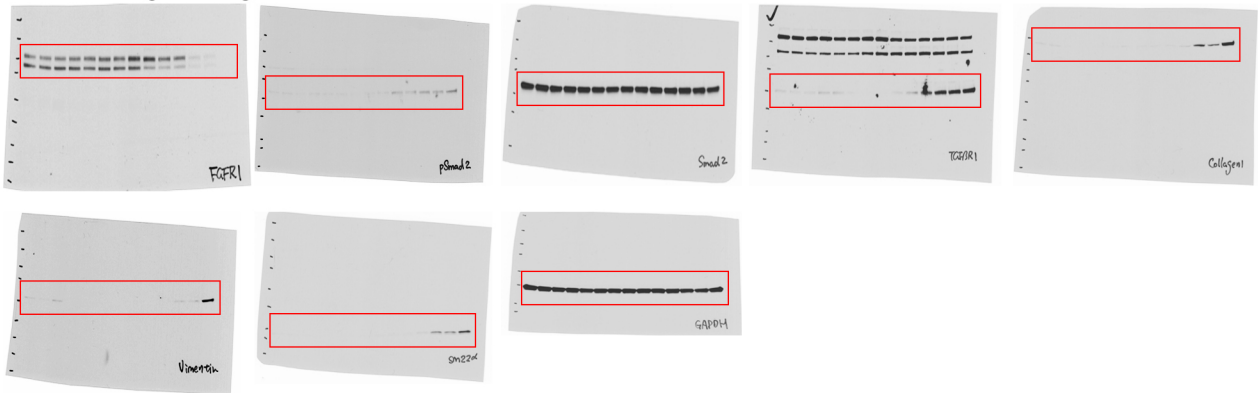 FGFR1
pSmad2
Smad2
TGFβR1
Collagen1
Vimentin
Sm22α
GAPDH